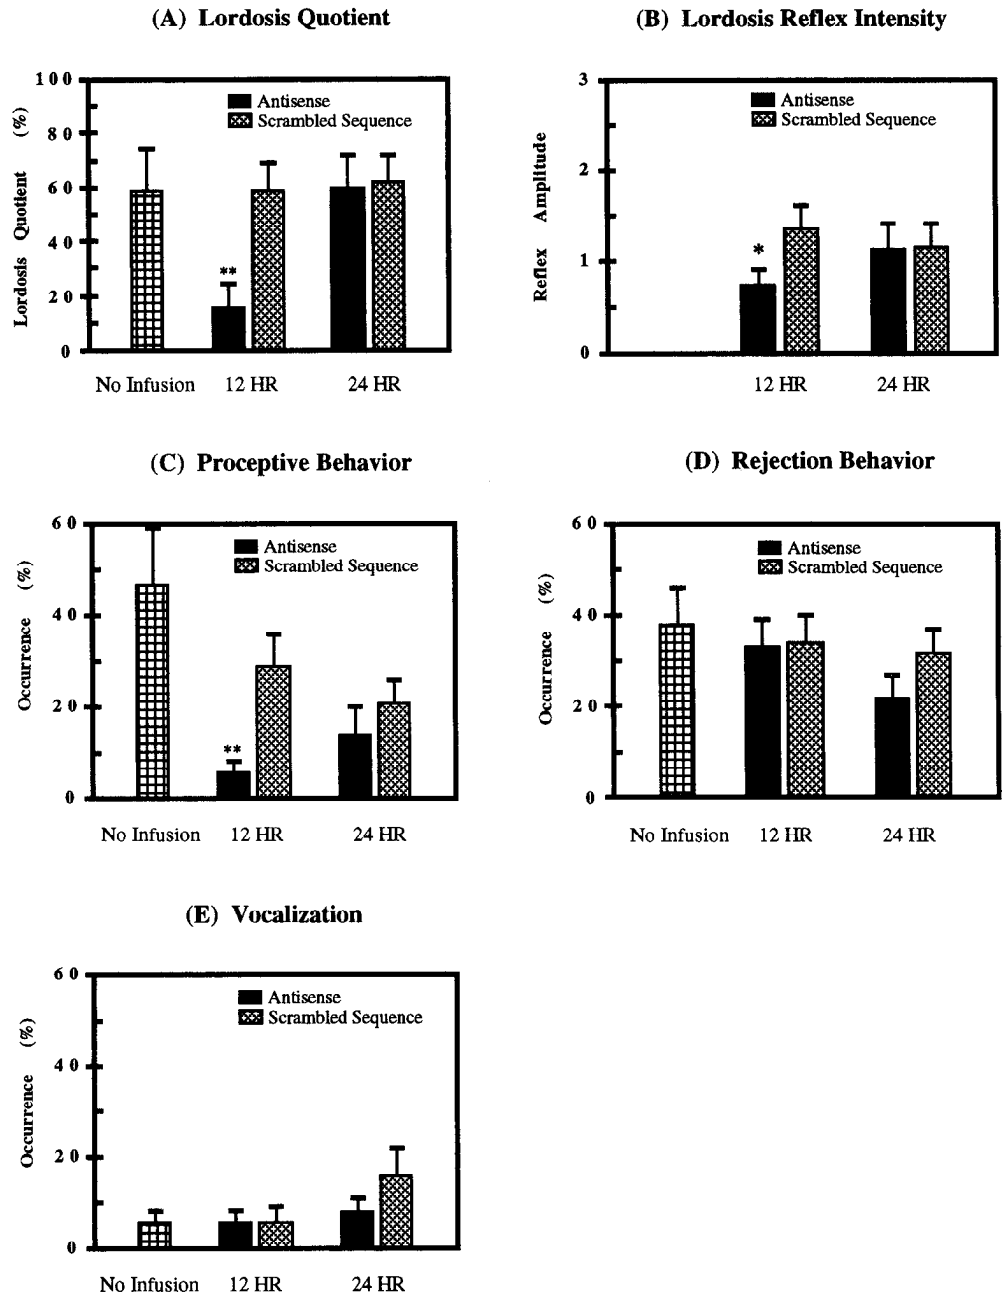 (A) Lordosis Quotient
Lordosis Quotient (%)
100
80
60
40
20
0
Antisense
Scrambled Sequence
**
No Infusion 12 HR 24 HR
(B) Lordosis Reflex Intensity
Reflex Amplitude
3
2
1
0
Antisense
Scrambled Sequence
*
12 HR 24 HR
(C) Proceptive Behavior
Occurrence (%)
60
40
20
0
Antisense
Scrambled Sequence
**
No Infusion 12 HR 24 HR
(D) Rejection Behavior
Occurrence (%)
60
40
20
0
Antisense
Scrambled Sequence
No Infusion 12 HR 24 HR
(E) Vocalization
Occurrence (%)
60
40
20
0
Antisense
Scrambled Sequence
No Infusion 12 HR 24 HR